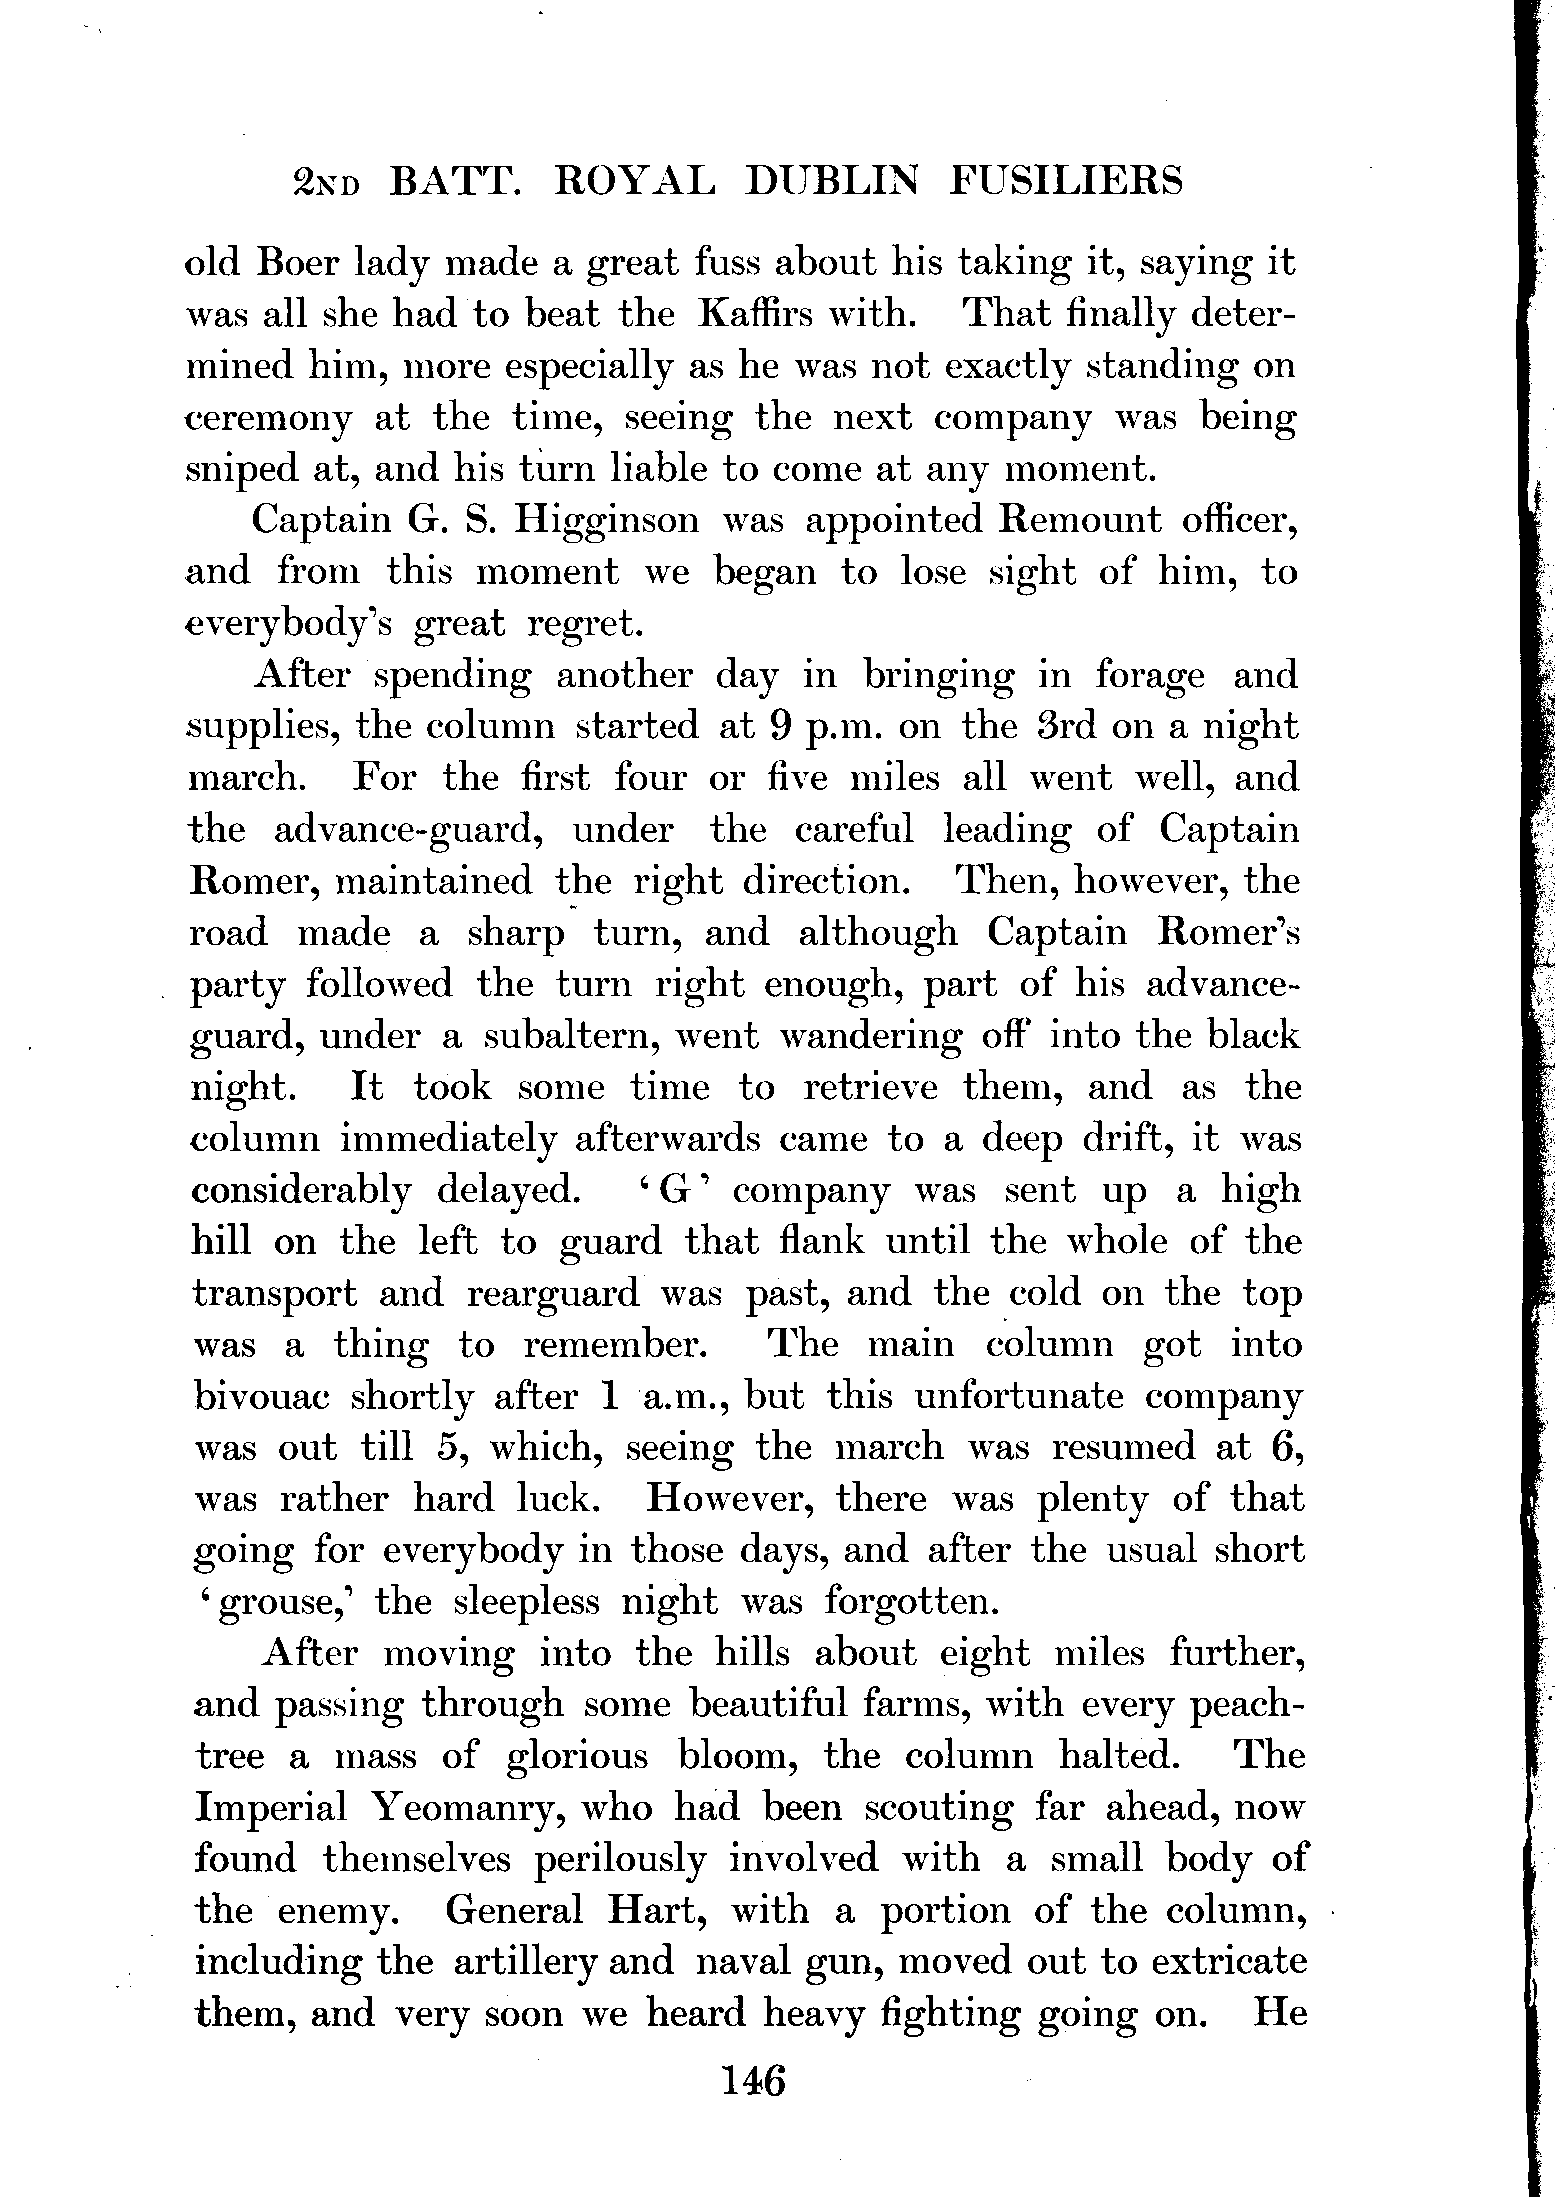 2ND BATT. ROYAL DUBLIN FUSILIERS
old Boer lady made a great fuss about his taking it, saying it
was all she had to beat the Kaffirs with. That finally deter-
mined him, more especially as he was not exactly standing on
ceremony at the time, seeing the next company was being
sniped at, and his turn liable to come at any moment.
Captain G. S. Higginson was appointed Remount officer,
and from this moment we began to lose sight of him, to
everybody's great regret.
After spending another day in bringing in forage and
supplies, the column started at 9 p.m. on the 3rd on a night
march. For the first four or five miles all went well, and
the advance-guard, under the careful leading of Captain
Romer, maintained the right direction. Then, however, the
road made a sharp turn, and although Captain Romer's
party followed the turn right enough, part of his advance-
guard, under a subaltern, went wandering off into the black
night. It took some time to retrieve them, and as the
column immediately afterwards came to a deep drift, it was
considerably delayed. 'G' company was sent up a high
hill on the left to guard that flank until the whole of the
transport and rearguard was past, and the cold on the top
was a thing to remember. The main column got into
bivouac shortly after 1 a.m., but this unfortunate company
was out till 5, which, seeing the march was resumed at 6,
was rather hard luck. However, there was plenty of that
going for everybody in those days, and after the usual short
'grouse,' the sleepless night was forgotten.
After moving into the hills about eight miles further,
and passing through some beautiful farms, with every peach-
tree a mass of glorious bloom, the column halted. The
Imperial Yeomanry, who had been scouting far ahead, now
found themselves perilously involved with a small body of
the enemy. General Hart, with a portion of the column,
including the artillery and naval gun, moved out to extricate
them, and very soon we heard heavy fighting going on. He
146